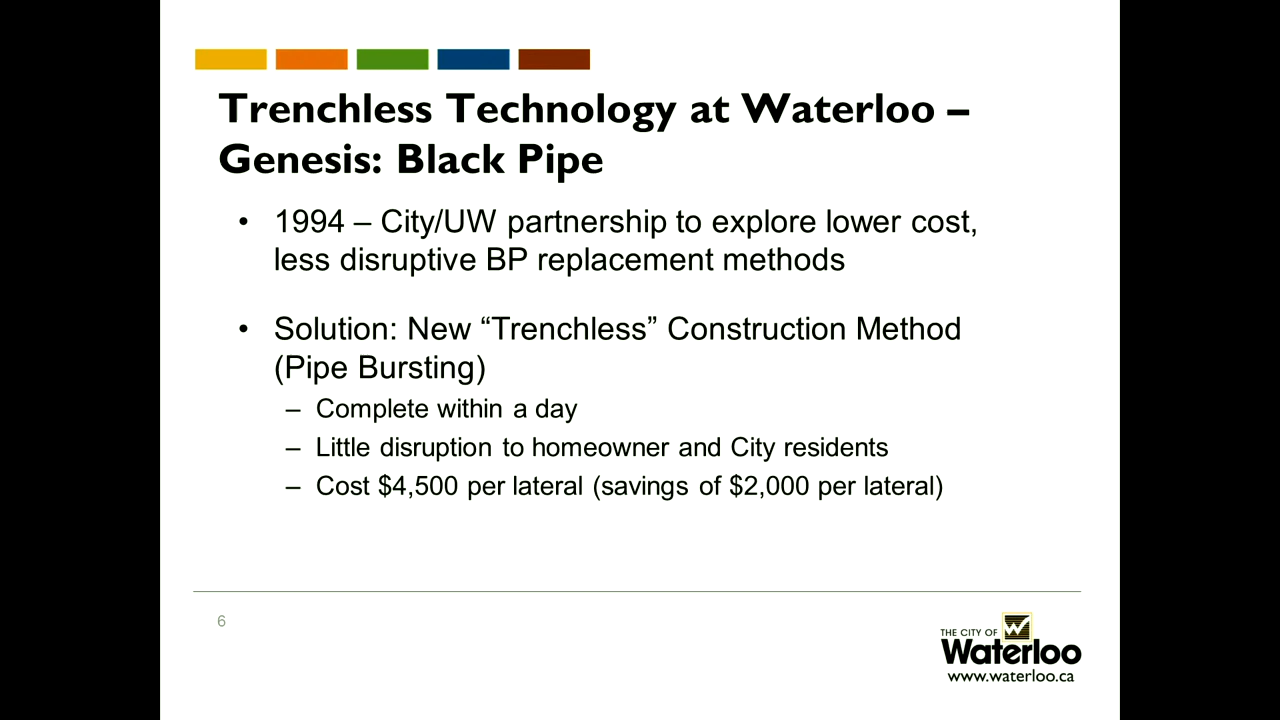 Trenchless Technology at Waterloo –
Genesis: Black Pipe
• 1994 – City/UW partnership to explore lower cost,
less disruptive BP replacement methods
• Solution: New “Trenchless” Construction Method
(Pipe Bursting)
– Complete within a day
– Little disruption to homeowner and City residents
– Cost $4,500 per lateral (savings of $2,000 per lateral)
6
THE CITY OF
Waterloo
www.waterloo.ca